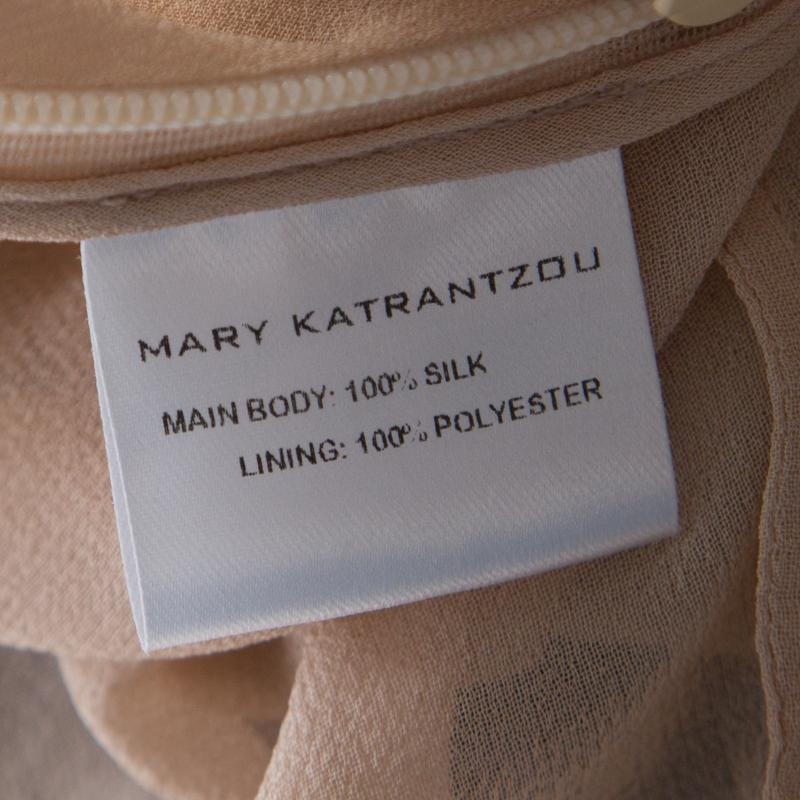 MARY KATRANTZOU
MAIN BODY: 100% SILK
LINING: 100% POLYESTER